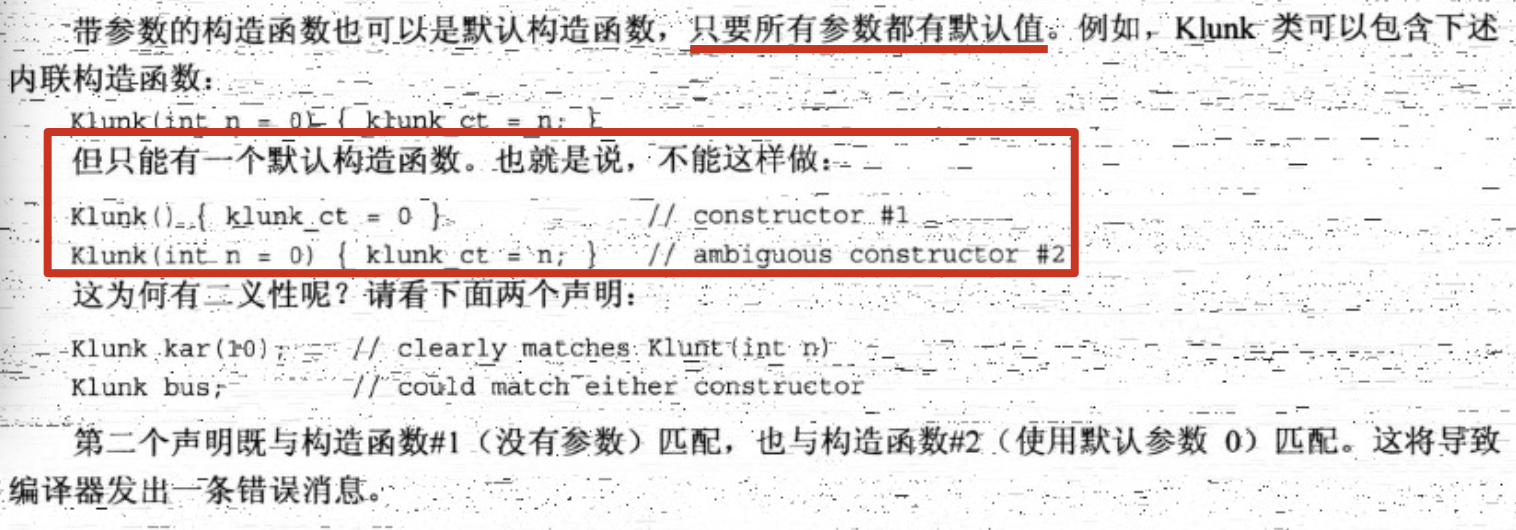 带参数的构造函数也可以是默认构造函数，只要所有参数都有默认值。例如，Klunk 类可以包含下述
内联构造函数：
Klunk(int n = 0) { klunk_ct = n; }
但只能有一个默认构造函数。也就是说，不能这样做：
Klunk() { klunk_ct = 0 } // constructor #1
Klunk(int n = 0) { klunk_ct = n; } // ambiguous constructor #2
这为何有二义性呢？请看下面两个声明：
Klunk kar(10); // clearly matches Klunt(int n)
Klunk bus; // could match either constructor
第二个声明既与构造函数#1（没有参数）匹配，也与构造函数#2（使用默认参数 0）匹配。这将导致
编译器发出一条错误消息。